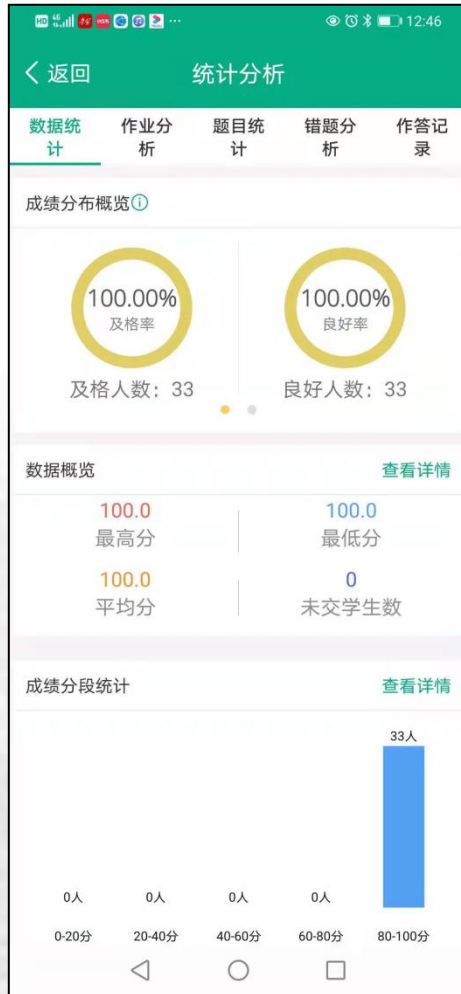 HD 4G 12:46
返回
统计分析
数据统计
作业分析
题目统计
错题分析
作答记录
成绩分布概览
100.00%
及格率
及格人数：33
100.00%
良好率
良好人数：33
数据概览
查看详情
100.0
最高分
100.0
最低分
100.0
平均分
0
未交学生数
成绩分段统计
查看详情
33人
0人 0人 0人 0人
0-20分 20-40分 40-60分 60-80分 80-100分